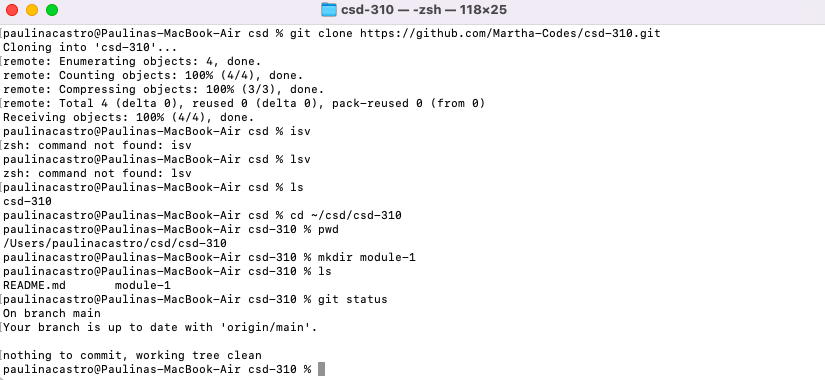 csd-310 — -zsh — 118×25
[paulinacastro@Paulinas-MacBook-Air csd % git clone https://github.com/Martha-Codes/csd-310.git
Cloning into 'csd-310'...
remote: Enumerating objects: 4, done.
remote: Counting objects: 100% (4/4), done.
remote: Compressing objects: 100% (3/3), done.
[remote: Total 4 (delta 0), reused 0 (delta 0), pack-reused 0 (from 0)
Receiving objects: 100% (4/4), done.
paulinacastro@Paulinas-MacBook-Air csd % isv
[zsh: command not found: isv
paulinacastro@Paulinas-MacBook-Air csd % lsv
zsh: command not found: lsv
[paulinacastro@Paulinas-MacBook-Air csd % ls
csd-310
paulinacastro@Paulinas-MacBook-Air csd % cd ~/csd/csd-310
paulinacastro@Paulinas-MacBook-Air csd-310 % pwd
[/Users/paulinacastro/csd/csd-310
paulinacastro@Paulinas-MacBook-Air csd-310 % mkdir module-1
paulinacastro@Paulinas-MacBook-Air csd-310 % ls
README.md       module-1
[paulinacastro@Paulinas-MacBook-Air csd-310 % git status
On branch main
[Your branch is up to date with 'origin/main'.
[nothing to commit, working tree clean
paulinacastro@Paulinas-MacBook-Air csd-310 %